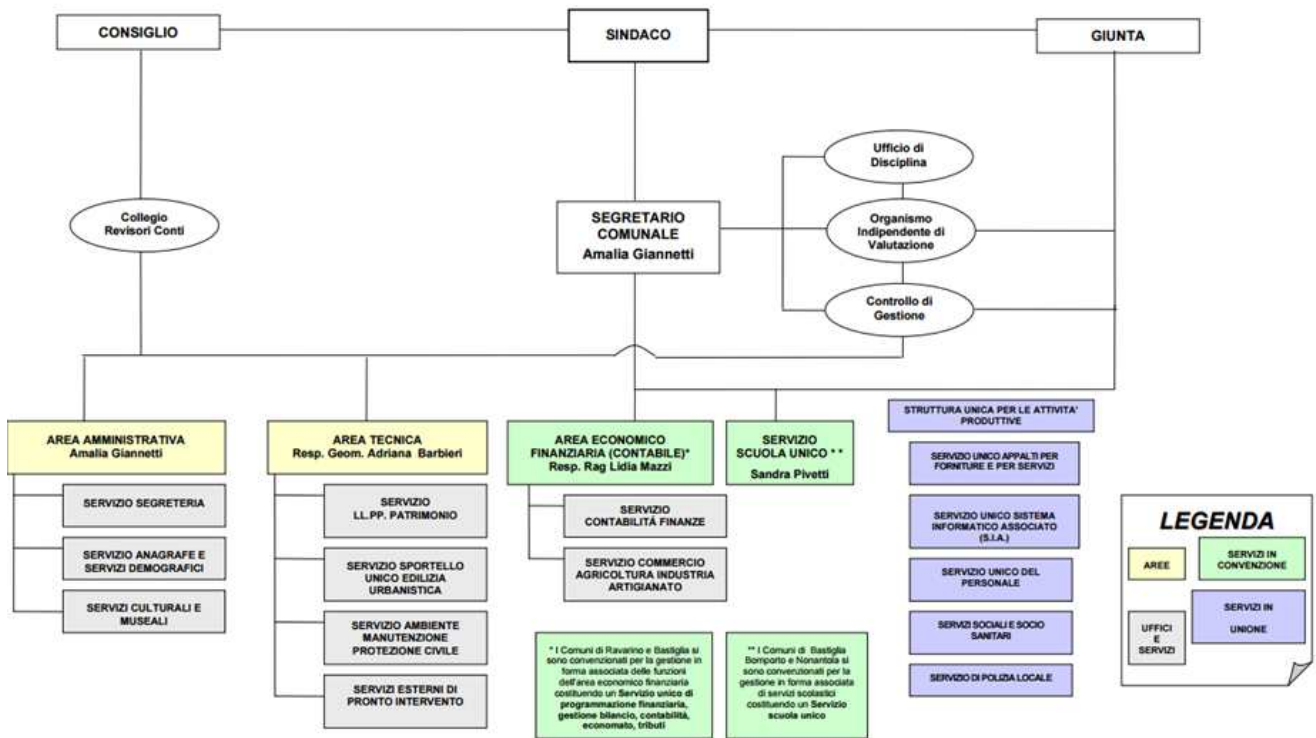 CONSIGLIO
SINDACO
GIUNTA
Ufficio di
Disciplina
Collegio
Revisori Conti
SEGRETARIO
COMUNALE
Amalia Giannetti
Organismo
Indipendente di
Valutazione
Controllo di
Gestione
AREA AMMINISTRATIVA
Amalia Giannetti
SERVIZIO SEGRETERIA
SERVIZIO ANAGRAFE E
SERVIZI DEMOGRAFICI
SERVIZI CULTURALI E
MUSEALI
AREA TECNICA
Resp. Geom. Adriana Barbieri
SERVIZIO
LL.PP. PATRIMONIO
SERVIZIO SPORTELLO
UNICO EDILIZIA
URBANISTICA
SERVIZIO AMBIENTE
MANUTENZIONE
PROTEZIONE CIVILE
SERVIZI ESTERNI DI
PRONTO INTERVENTO
AREA ECONOMICO
FINANZIARIA (CONTABILE)*
Resp. Rag Lidia Mazzi
SERVIZIO
CONTABILITÁ FINANZE
SERVIZIO COMMERCIO
AGRICOLTURA INDUSTRIA
ARTIGIANATO
* I Comuni di Ravarino e Bastiglia si
sono convenzionati per la gestione in
forma associata delle funzioni
dell'area economico finanziaria
costituendo un Servizio unico di
programmazione finanziaria,
gestione bilancio, contabilità,
economato, tributi
SERVIZIO
SCUOLA UNICO * *
Sandra Pivetti
** I Comuni di Bastiglia
Bomporto e Nonantola si
sono convenzionati per la
gestione in forma associata
di servizi scolastici
costituendo un Servizio
scuola unico
STRUTTURA UNICA PER LE ATTIVITA'
PRODUTTIVE
SERVIZIO UNICO APPALTI PER
FORNITURE E PER SERVIZI
SERVIZIO UNICO SISTEMA
INFORMATICO ASSOCIATO
(S.I.A.)
SERVIZIO UNICO DEL
PERSONALE
SERVIZI SOCIALI E SOCIO
SANITARI
SERVIZIO DI POLIZIA LOCALE
LEGENDA
AREE
SERVIZI IN
CONVENZIONE
UFFICI
E
SERVIZI
SERVIZI IN
UNIONE